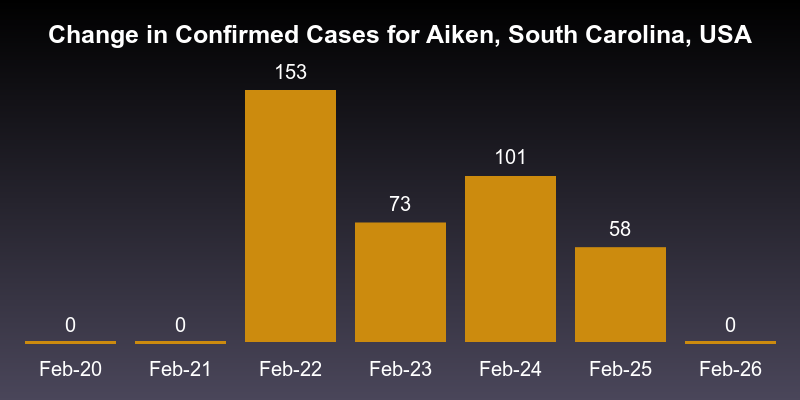 Change in Confirmed Cases for Aiken, South Carolina, USA
153
101
73
58
0 0 0
Feb-20 Feb-21 Feb-22 Feb-23 Feb-24 Feb-25 Feb-26